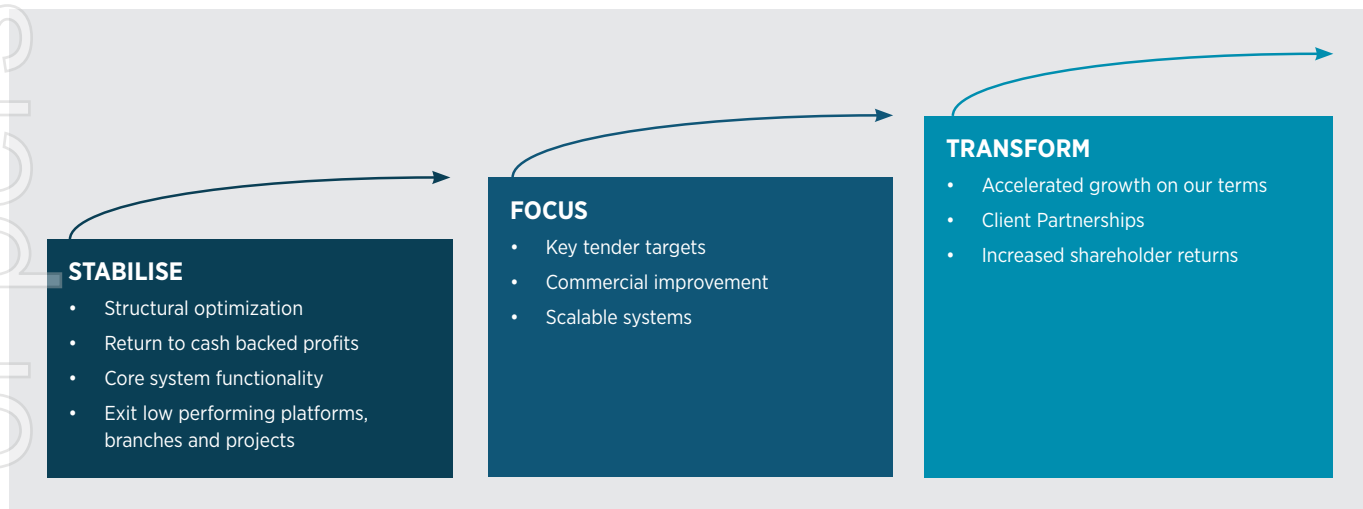 STABILISE
• Structural optimization
• Return to cash backed profits
• Core system functionality
• Exit low performing platforms,
branches and projects
FOCUS
• Key tender targets
• Commercial improvement
• Scalable systems
TRANSFORM
• Accelerated growth on our terms
• Client Partnerships
• Increased shareholder returns